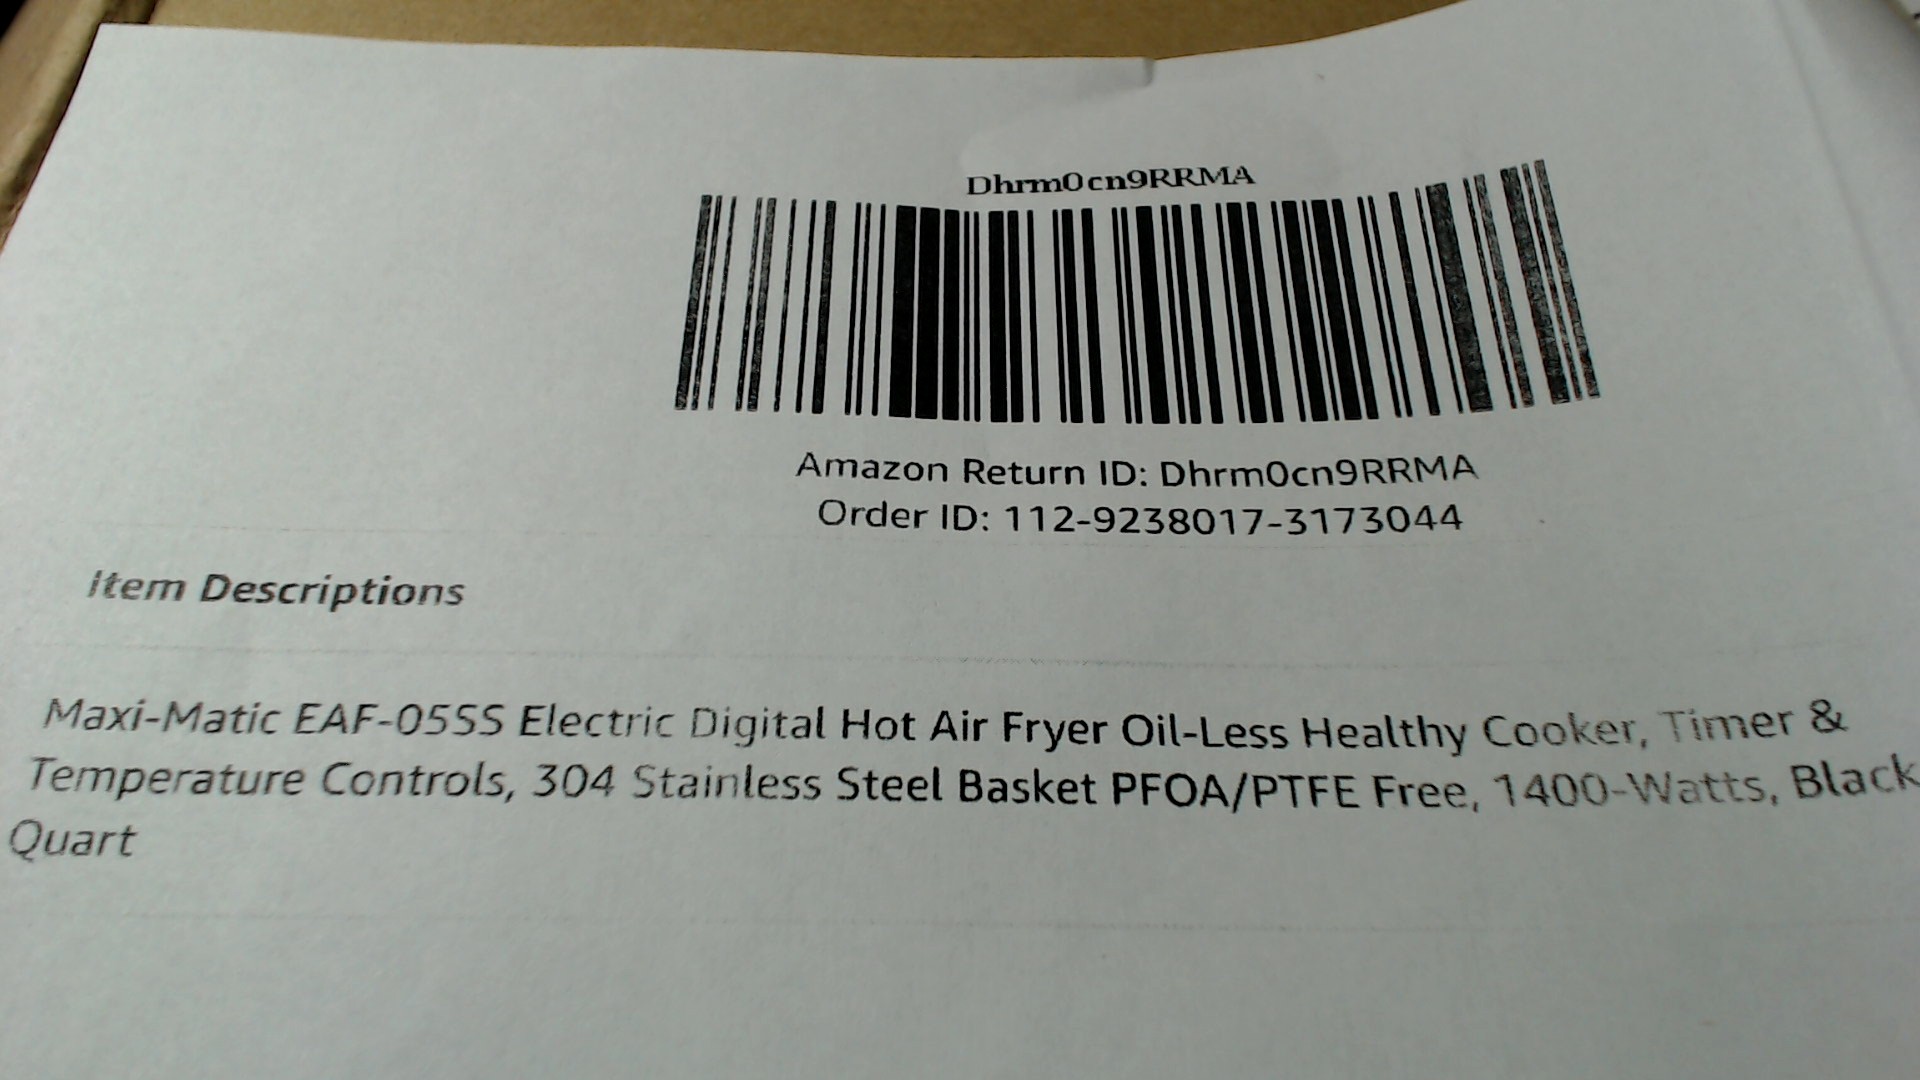 Dhrm0cn9RRMA
Amazon Return ID: Dhrm0cn9RRMA
Order ID: 112-9238017-3173044
Item Descriptions
Maxi-Matic EAF-05SS Electric Digital Hot Air Fryer Oil-Less Healthy Cooker, Timer &
Temperature Controls, 304 Stainless Steel Basket PFOA/PTFE Free, 1400-Watts, Black
Quart